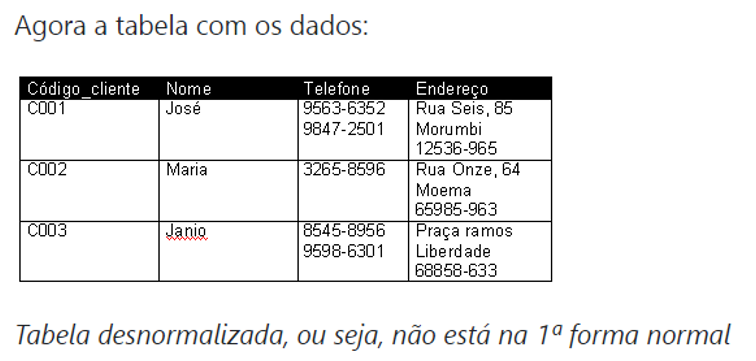 Agora a tabela com os dados:
Código_cliente Nome Telefone Endereço
C001 José 9563-6352 Rua Seis, 85
9847-2501 Morumbi
12536-965
C002 Maria 3265-8596 Rua Onze, 64
Moema
65985-963
C003 Janio 8545-8956 Praça ramos
9598-6301 Liberdade
68858-633
Tabela desnormalizada, ou seja, não está na 1ª forma normal